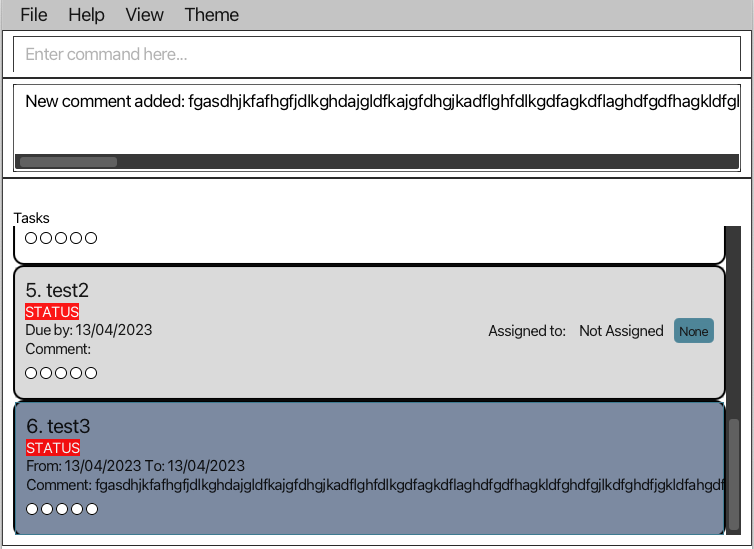 File Help View Theme
Enter command here...
New comment added: fgasdhjkfafhgfjdlkghdajgldfkajgfdhgjkadflghfdlkgdfagkdflaghdfgdfhagkldfgl
Tasks
5. test2
STATUS
Due by: 13/04/2023
Assigned to: Not Assigned None
Comment:
6. test3
STATUS
From: 13/04/2023 To: 13/04/2023
Comment: fgasdhjkfafhgfjdlkghdajgldfkajgfdhgjkadflghfdlkgdfagkdflaghdfgdfhagkldfghdfgjlkdfghdfjgkldfahgdf